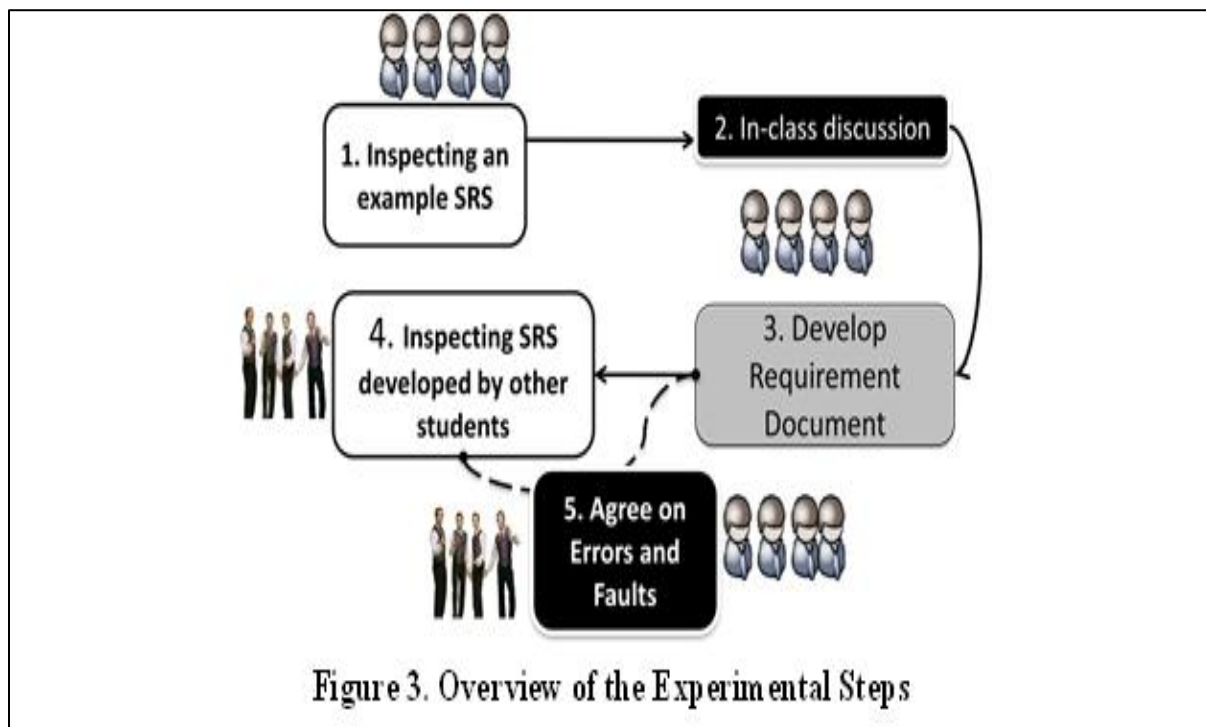 1. Inspecting an
example SRS
2. In-class discussion
3. Develop
Requirement
Document
4. Inspecting SRS
developed by other
students
5. Agree on
Errors and
Faults
Figure 3. Overview of the Experimental Steps